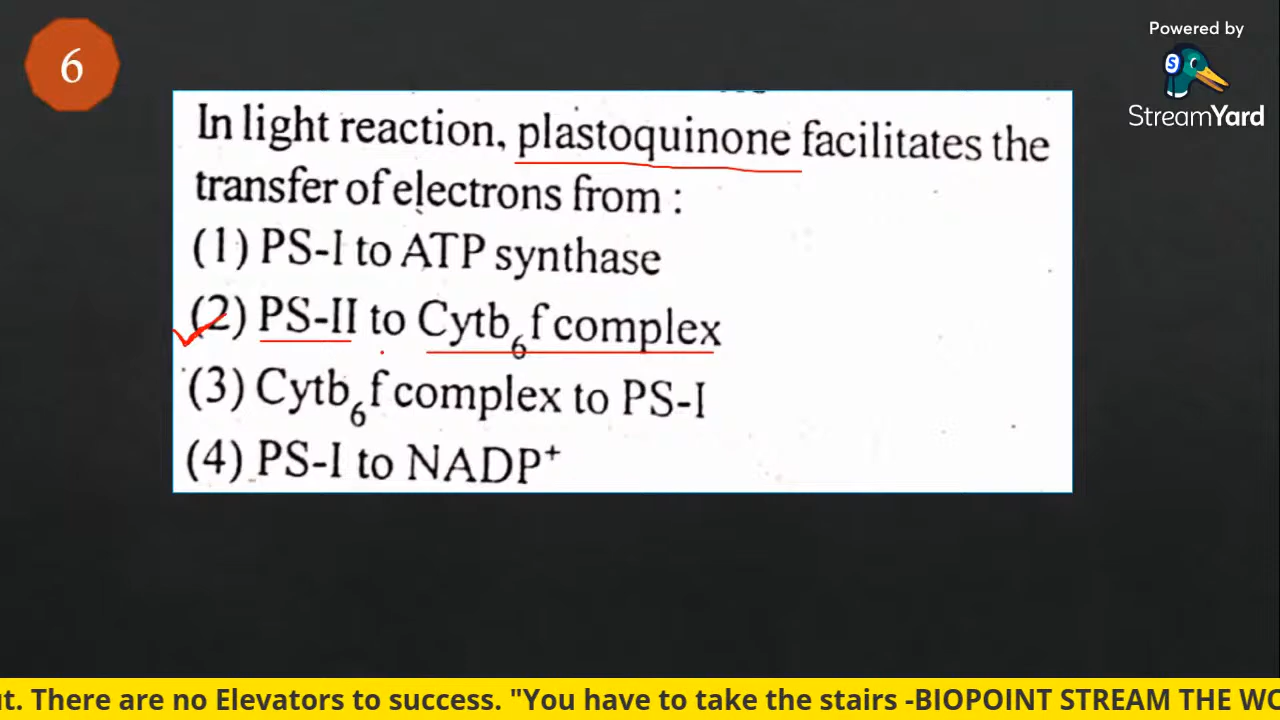 6
Powered by
StreamYard
In light reaction, plastoquinone facilitates the
transfer of electrons from :
(1) PS-I to ATP synthase
(2) PS-II to Cytb₆f complex
(3) Cytb₆f complex to PS-I
(4) PS-I to NADP⁺
There are no Elevators to success. "You have to take the stairs -BIOPOINT STREAM THE